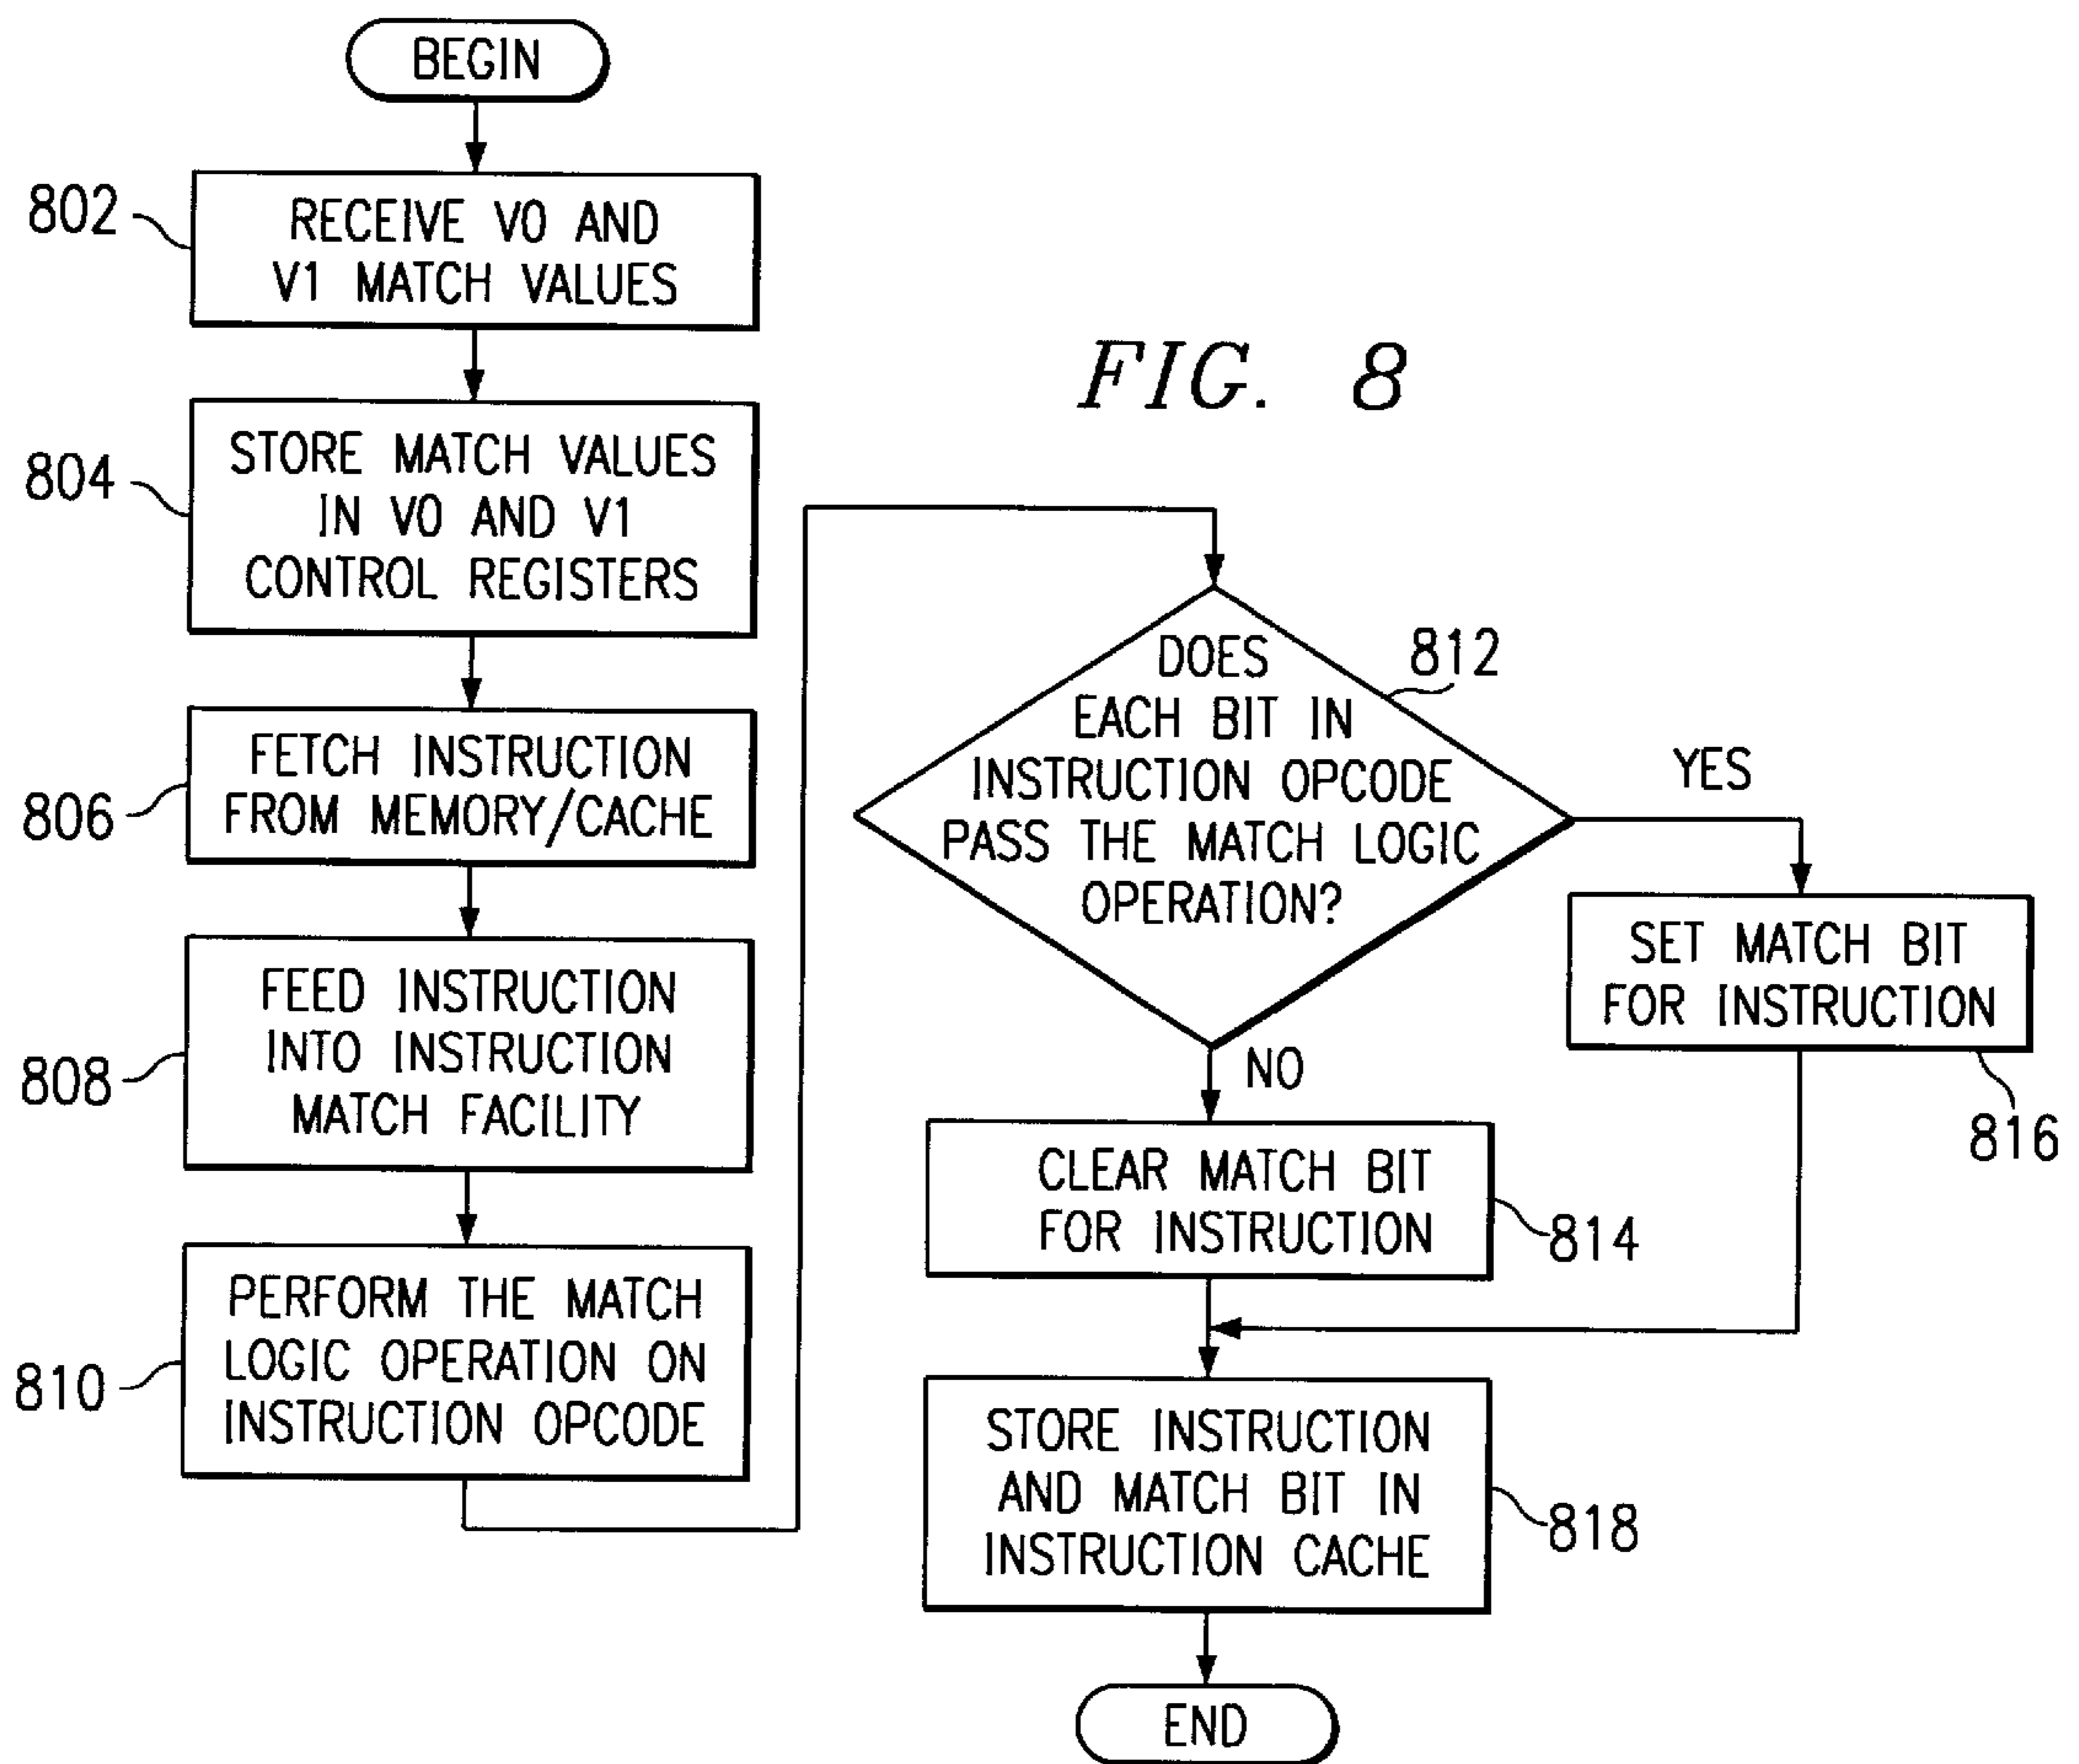 BEGIN
802
RECEIVE V0 AND
V1 MATCH VALUES
804
STORE MATCH VALUES
IN V0 AND V1
CONTROL REGISTERS
806
FETCH INSTRUCTION
FROM MEMORY/CACHE
808
FEED INSTRUCTION
INTO INSTRUCTION
MATCH FACILITY
810
PERFORM THE MATCH
LOGIC OPERATION ON
INSTRUCTION OPCODE
FIG. 8
812
DOES
EACH BIT IN
INSTRUCTION OPCODE
PASS THE MATCH LOGIC
OPERATION?
YES
SET MATCH BIT
FOR INSTRUCTION
816
NO
CLEAR MATCH BIT
FOR INSTRUCTION
814
STORE INSTRUCTION
AND MATCH BIT IN
INSTRUCTION CACHE
818
END